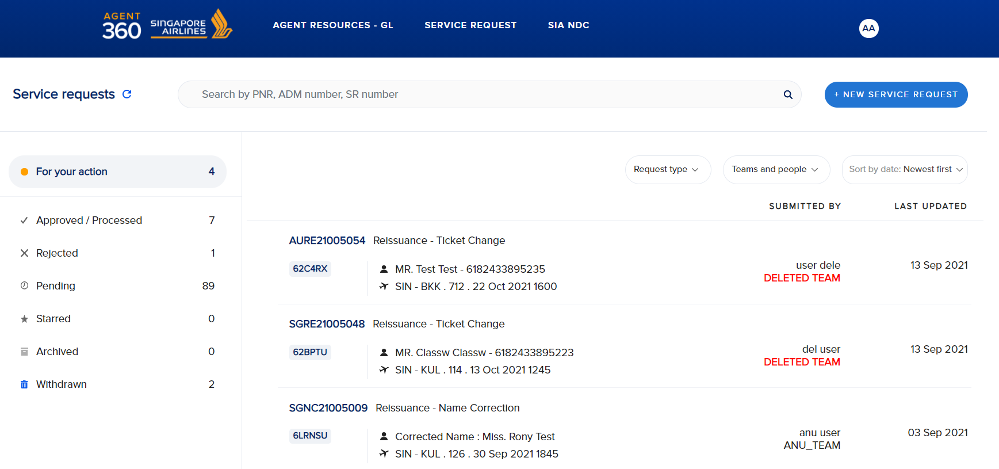 AGENT
360
SINGAPORE
AIRLINES
AGENT RESOURCES - GL
SERVICE REQUEST
SIA NDC
AA
Service requests
Search by PNR, ADM number, SR number
+ NEW SERVICE REQUEST
For your action 4
Approved / Processed 7
Rejected 1
Pending 89
Starred 0
Archived 0
Withdrawn 2
Request type
Teams and people
Sort by date: Newest first
SUBMITTED BY
LAST UPDATED
AURE21005054 Reissuance - Ticket Change
62C4RX
MR. Test Test - 6182433895235
SIN - BKK . 712 . 22 Oct 2021 1600
user dele
DELETED TEAM
13 Sep 2021
SGRE21005048 Reissuance - Ticket Change
62BPTU
MR. Classw Classw - 6182433895223
SIN - KUL . 114 . 13 Oct 2021 1245
del user
DELETED TEAM
13 Sep 2021
SGNC21005009 Reissuance - Name Correction
6LRNSU
Corrected Name : Miss. Rony Test
SIN - KUL . 126 . 30 Sep 2021 1845
anu user
ANU_TEAM
03 Sep 2021